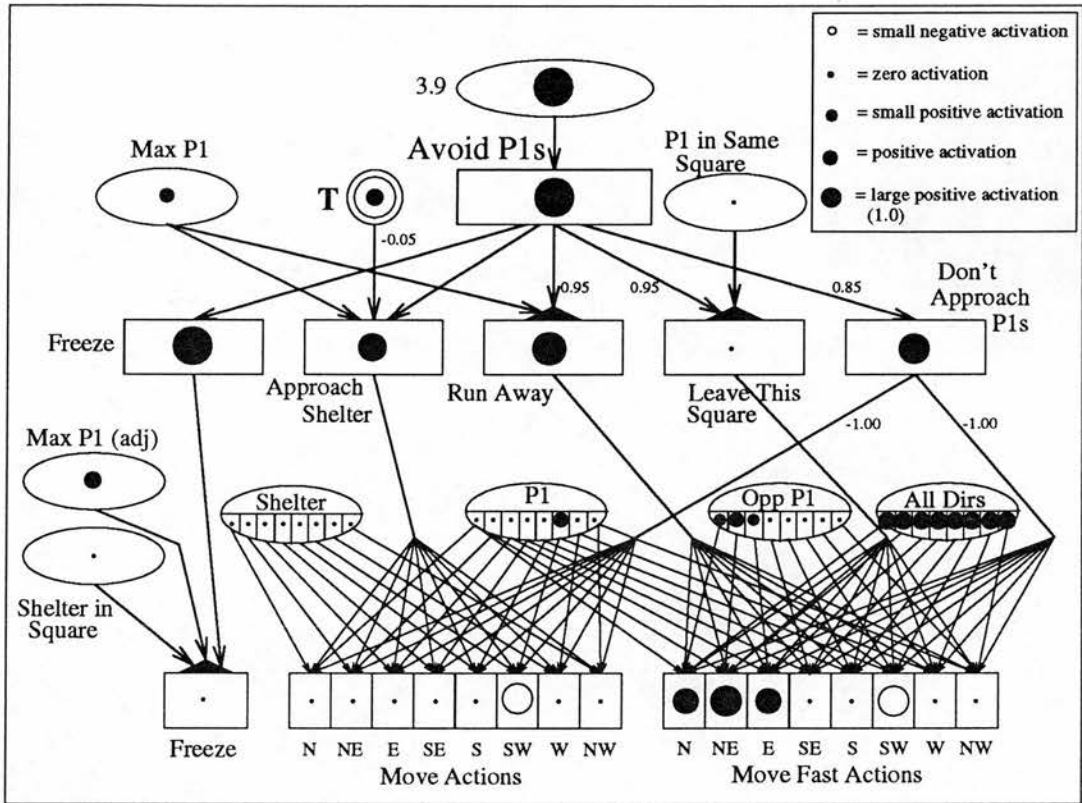 = small negative activation
= zero activation
= small positive activation
= positive activation
= large positive activation
(1.0)
3.9
Max P1
T
Avoid P1s
P1 in Same
Square
-0.05
0.95
0.95
0.85
Don't
Approach
P1s
Freeze
Approach
Shelter
Run Away
Leave This
Square
-1.00
-1.00
Max P1 (adj)
Shelter
P1
Opp P1
All Dirs
Shelter in
Square
Freeze
N NE E SE S SW W NW
Move Actions
N NE E SE S SW W NW
Move Fast Actions